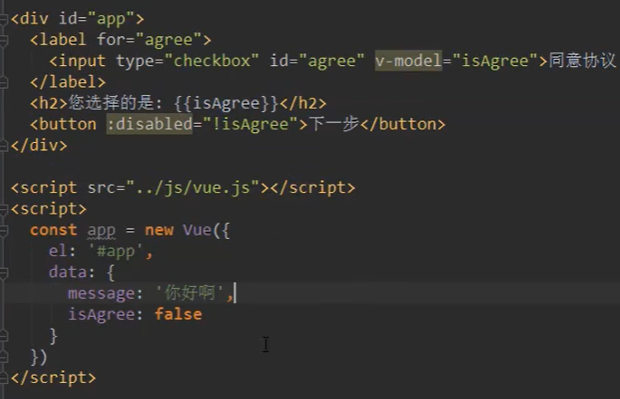 <div id="app">
<label for="agree">
<input type="checkbox" id="agree" v-model="isAgree">同意协议
</label>
<h2>您选择的是: {{isAgree}}</h2>
<button :disabled="!isAgree">下一步</button>
</div>
<script src="../js/vue.js"></script>
<script>
const app = new Vue({
el: '#app',
data: {
message: '你好啊',
isAgree: false
}
})
</script>